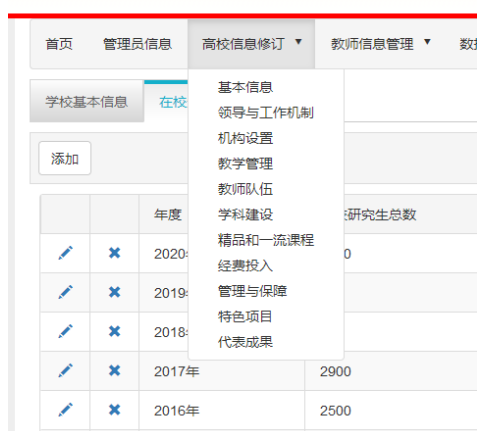 首页 管理员信息 高校信息修订 ▼ 教师信息管理 ▼
基本信息
学校基本信息 在校
领导与工作机制
机构设置
添加
教学管理
教师队伍
年度 学科建设 研究生总数
精品和一流课程
2020 0
经费投入
2019 管理与保障
特色项目
2018
代表成果
2017年 2900
2016年 2500